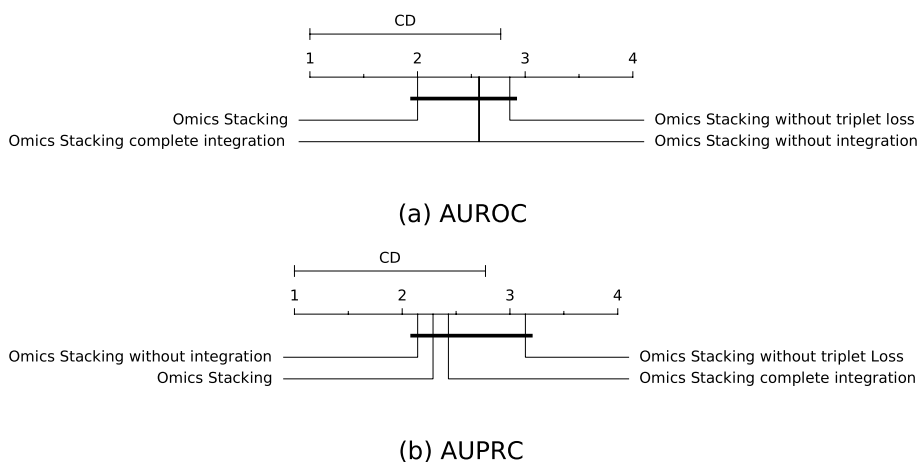 CD
1 2 3 4
Omics Stacking Omics Stacking without triplet loss
Omics Stacking complete integration Omics Stacking without integration
(a) AUROC
CD
1 2 3 4
Omics Stacking without integration Omics Stacking without triplet Loss
Omics Stacking Omics Stacking complete integration
(b) AUPRC